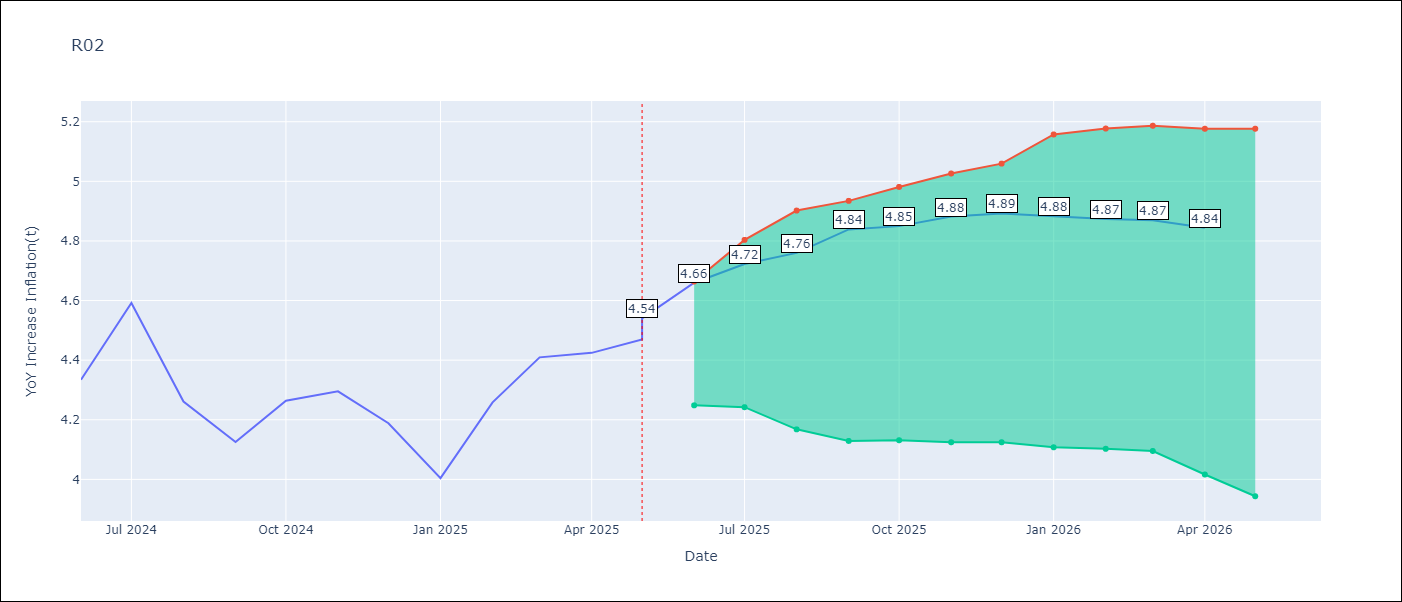 R02
YoY Increase Inflation(t)
5.2
5
4.8
4.6
4.4
4.2
4
4.54
4.66
4.72
4.76
4.84
4.85
4.88
4.89
4.88
4.87
4.87
4.84
Jul 2024
Oct 2024
Jan 2025
Apr 2025
Jul 2025
Oct 2025
Jan 2026
Apr 2026
Date